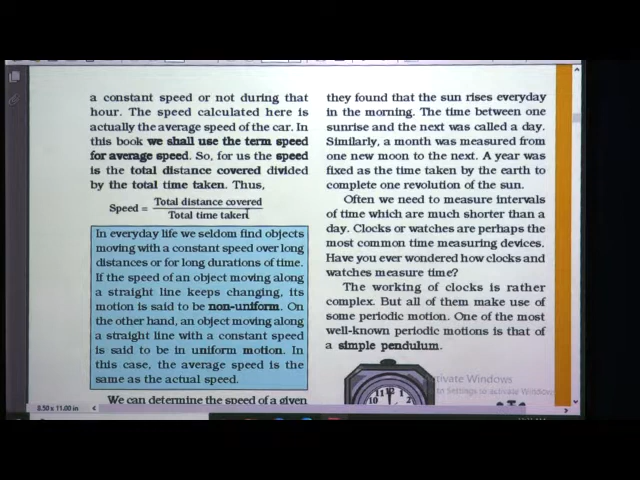 a constant speed or not during that
hour. The speed calculated here is
actually the average speed of the car. In
this book we shall use the term speed
for average speed. So, for us the speed
is the total distance covered divided
by the total time taken. Thus,
Speed = Total distance covered
Total time taken
In everyday life we seldom find objects
moving with a constant speed over long
distances or for long durations of time.
If the speed of an object moving along
a straight line keeps changing, its
motion is said to be non-uniform. On
the other hand, an object moving along
a straight line with a constant speed
is said to be in uniform motion. In
this case, the average speed is the
same as the actual speed.
We can determine the speed of a given
they found that the sun rises everyday
in the morning. The time between one
sunrise and the next was called a day.
Similarly, a month was measured from
one new moon to the next. A year was
fixed as the time taken by the earth to
complete one revolution of the sun.
Often we need to measure intervals
of time which are much shorter than a
day. Clocks or watches are perhaps the
most common time measuring devices.
Have you ever wondered how clocks and
watches measure time?
The working of clocks is rather
complex. But all of them make use of
some periodic motion. One of the most
well-known periodic motions is that of
a simple pendulum.
11 12 1
10 2
tivate Windows
to Settings to activate Windows
8.50 x 11.00 in